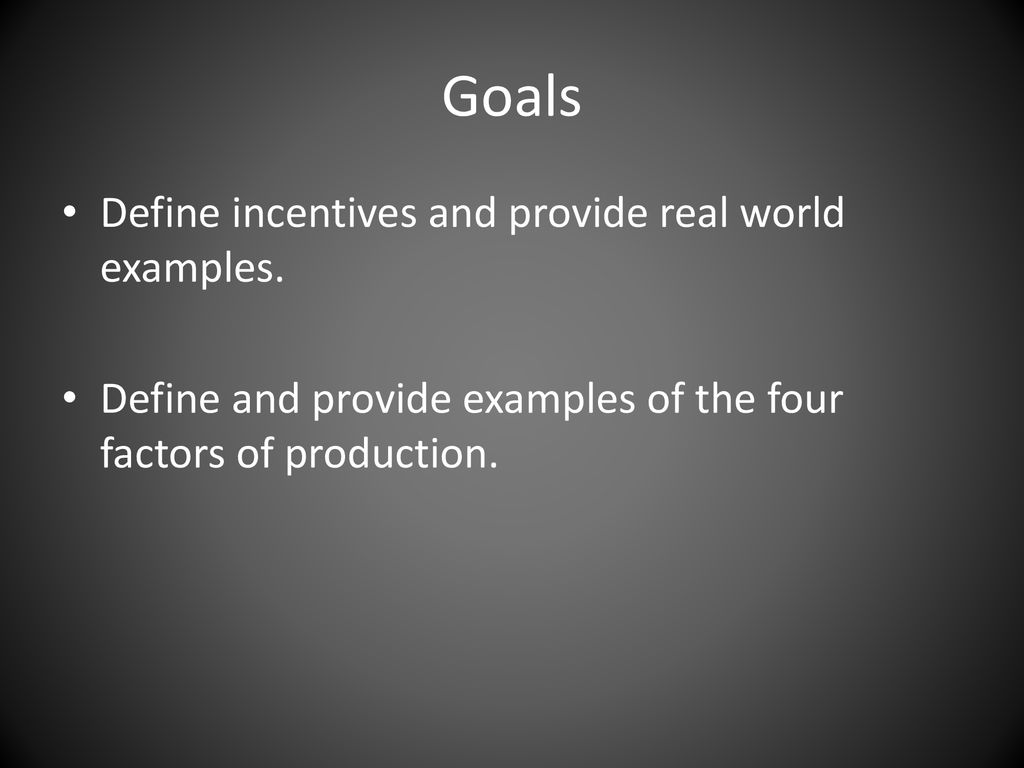 Goals
• Define incentives and provide real world
examples.
• Define and provide examples of the four
factors of production.